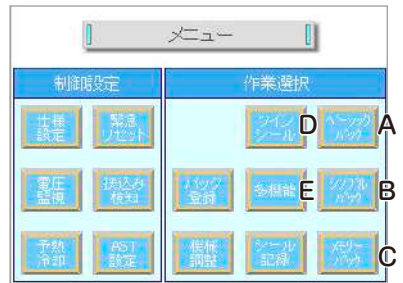 メニュー
制御設定
作業選択
仕様
設定
緊急
リセット
ツイン
シール
D
ベーシック
パック
A
電圧
監視
挟込み
検知
パック
登録
多機能
E
シンプル
パック
B
予熱
冷却
AST
設定
機械
調整
シール
記録
メモリー
パック
C